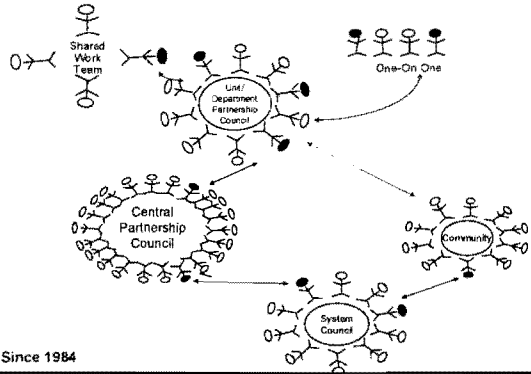 Shared
Work
Team
One-On One
Unit/
Department
Partnership
Council
Central
Partnership
Council
Community
System
Council
Since 1984